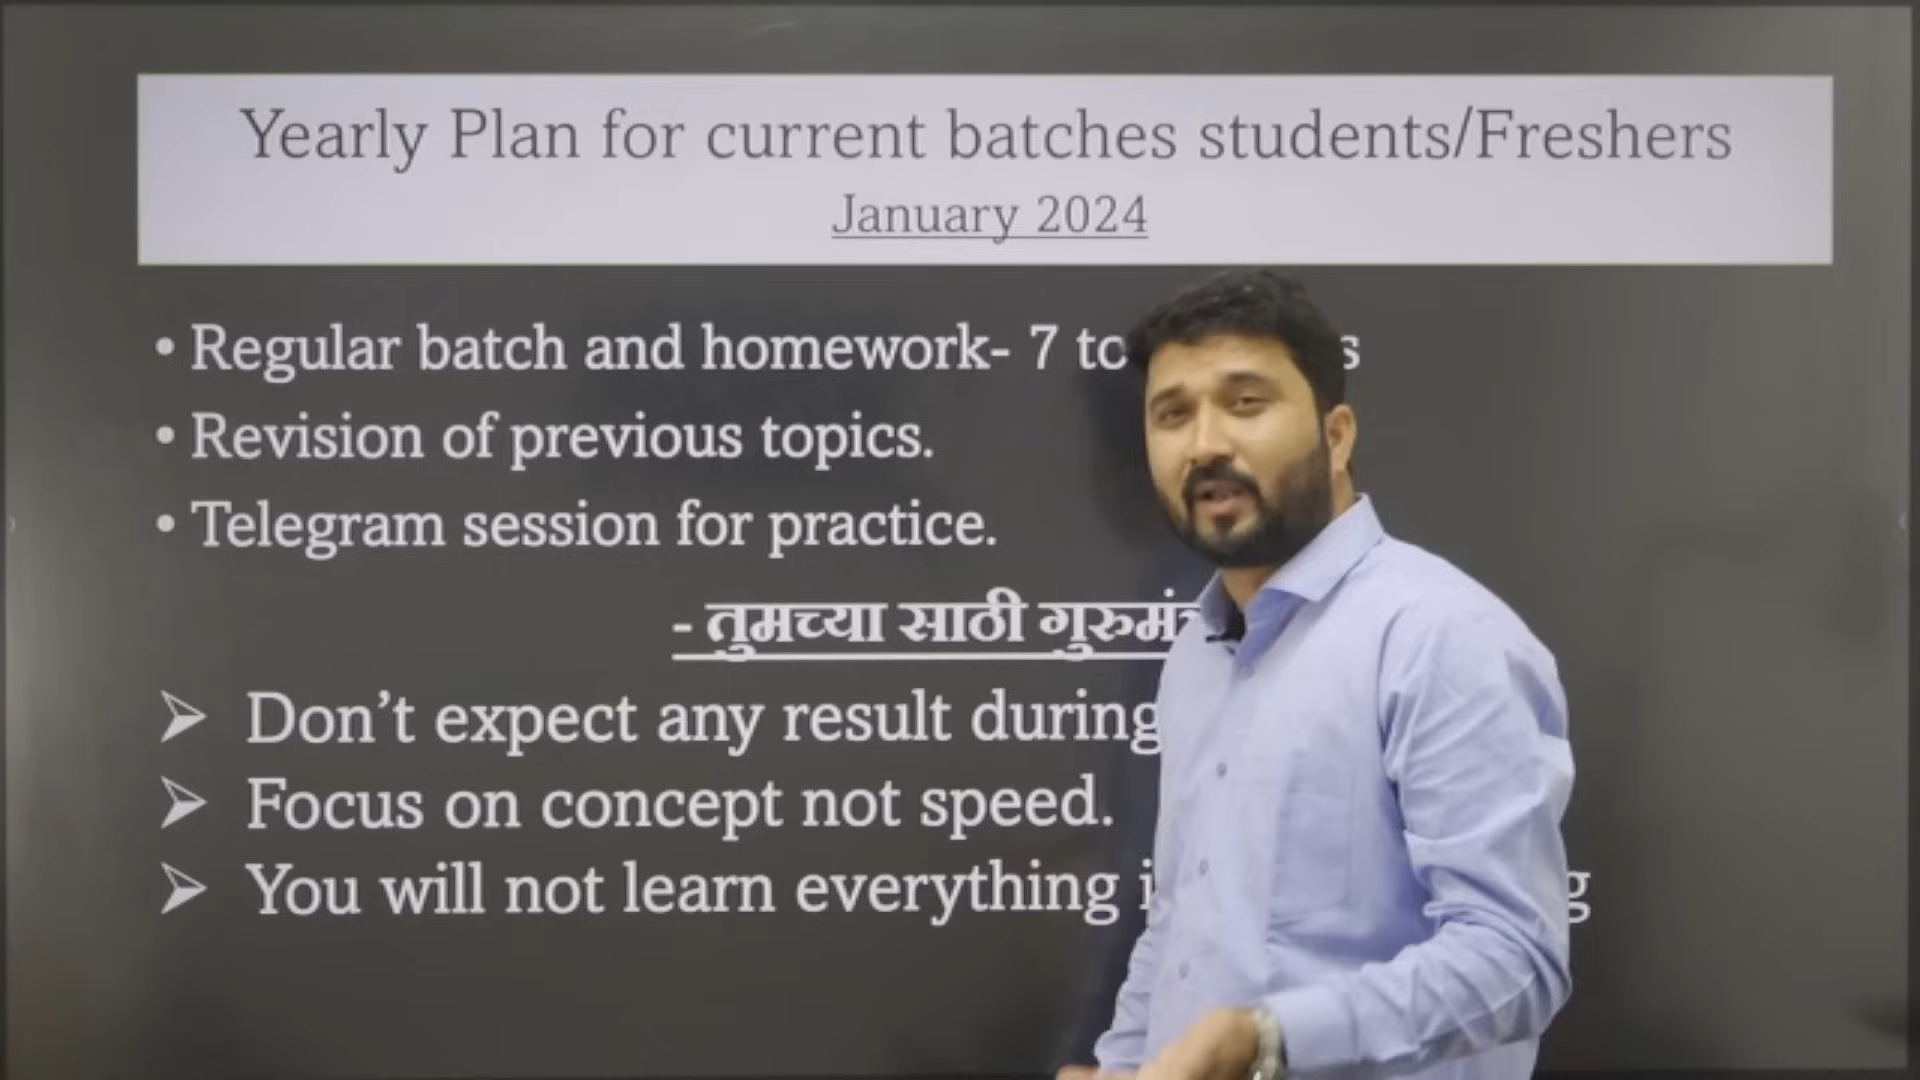 Yearly Plan for current batches students/Freshers
January 2024
• Regular batch and homework- 7 to
• Revision of previous topics.
• Telegram session for practice.
- तुमच्या साठी
➢ Don’t expect any result during
➢ Focus on concept not speed.
➢ You will not learn everything